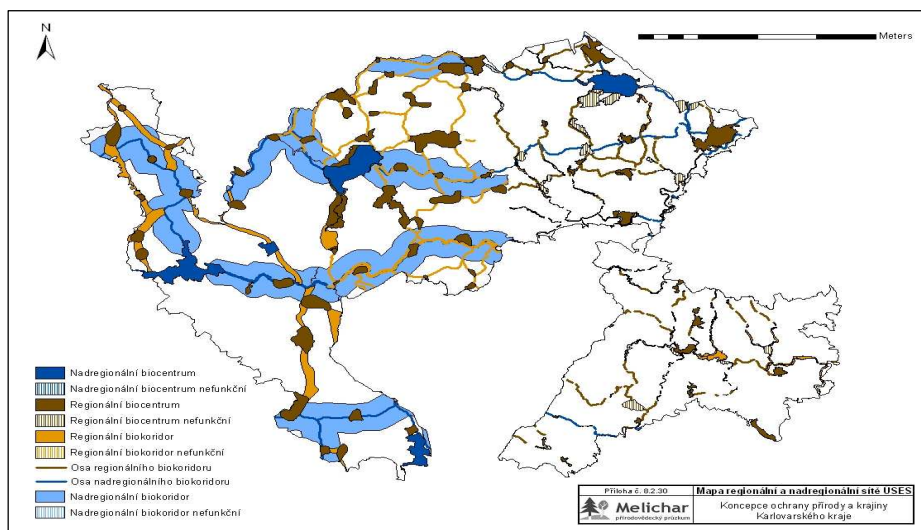 N
Meters
Nadregionální biocentrum
Nadregionální biocentrum nefunkční
Regionální biocentrum
Regionální biocentrum nefunkční
Regionální biokoridor
Regionální biokoridor nefunkční
Osa regionálního biokoridoru
Osa nadregionálního biokoridoru
Nadregionální biokoridor
Nadregionální biokoridor nefunkční
Příloha č. 8.2.30
Mapa regionální a nadregionální sítě USES
Melichar
přírodovědecký průzkum
Koncepce ochrany přírody a krajiny
Karlovarského kraje